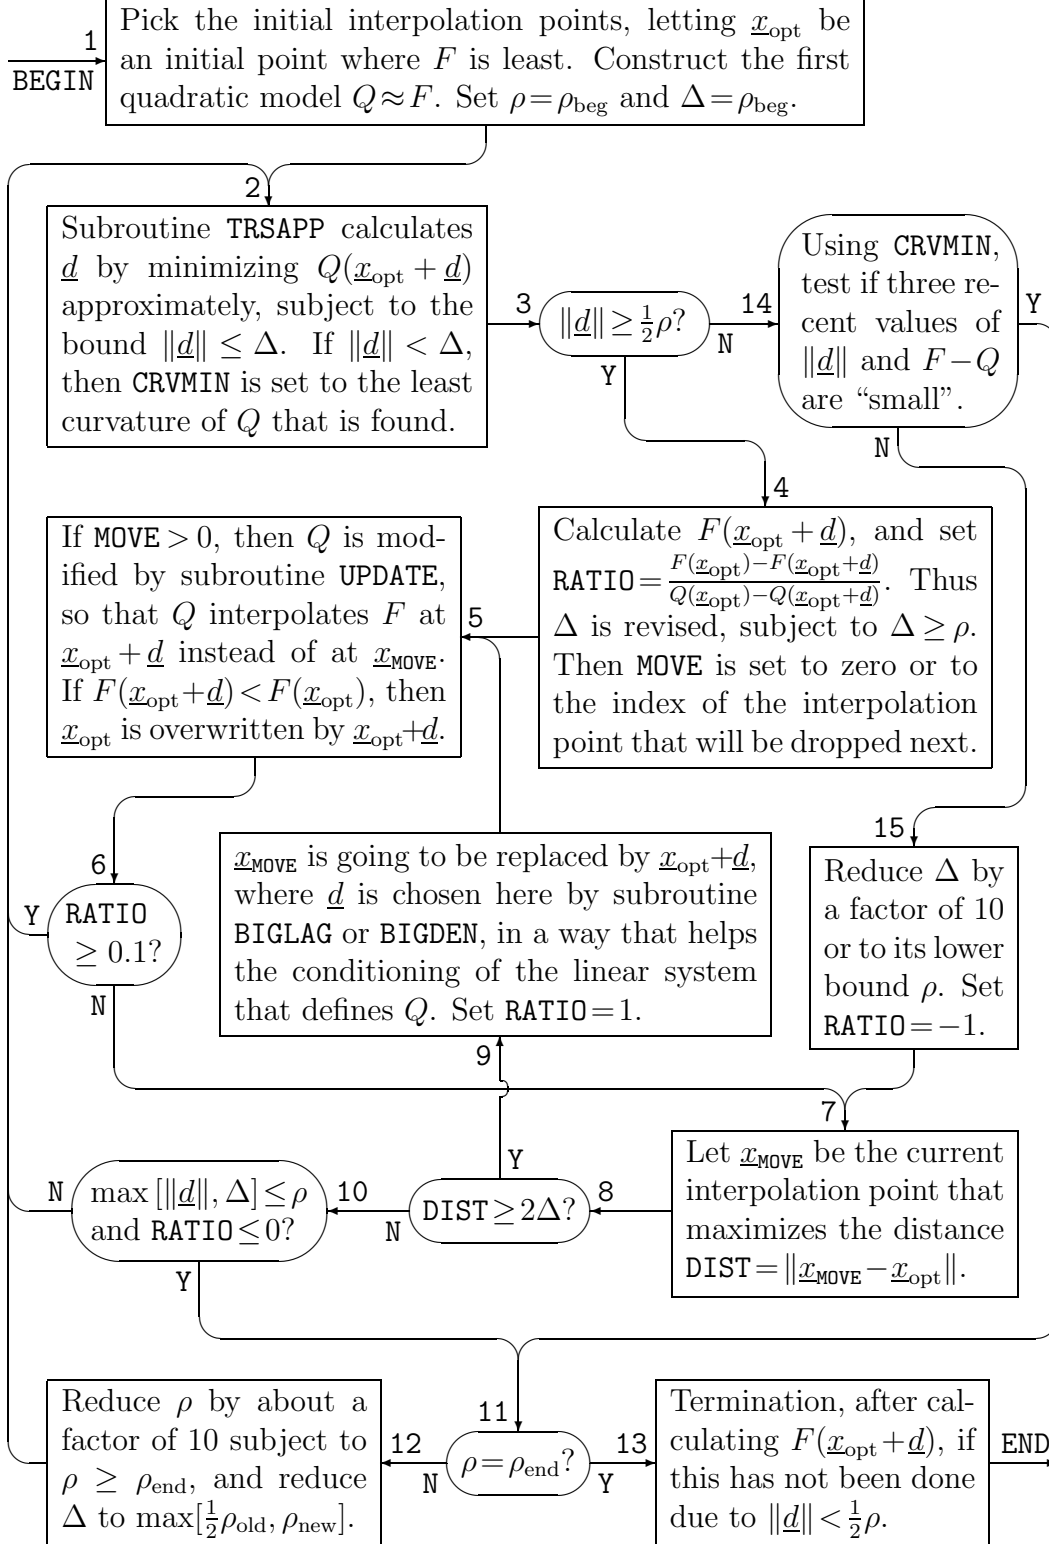 1
BEGIN
Pick the initial interpolation points, letting x_opt be
an initial point where F is least. Construct the first
quadratic model Q ≈ F. Set ρ = ρ_beg and Δ = ρ_beg.
2
Subroutine TRSAPP calculates
d by minimizing Q(x_opt + d)
approximately, subject to the
bound ‖d‖ ≤ Δ. If ‖d‖ < Δ,
then CRVMIN is set to the least
curvature of Q that is found.
3
‖d‖ ≥ ½ρ?
Y
N
14
Using CRVMIN,
test if three re-
cent values of
‖d‖ and F − Q
are “small”.
Y
N
4
Calculate F(x_opt + d), and set
RATIO = (F(x_opt)−F(x_opt+d))/(Q(x_opt)−Q(x_opt+d)). Thus
Δ is revised, subject to Δ ≥ ρ.
Then MOVE is set to zero or to
the index of the interpolation
point that will be dropped next.
5
If MOVE > 0, then Q is mod-
ified by subroutine UPDATE,
so that Q interpolates F at
x_opt + d instead of at x_MOVE.
If F(x_opt+d) < F(x_opt), then
x_opt is overwritten by x_opt+d.
6
RATIO
≥ 0.1?
Y
N
x_MOVE is going to be replaced by x_opt+d,
where d is chosen here by subroutine
BIGLAG or BIGDEN, in a way that helps
the conditioning of the linear system
that defines Q. Set RATIO = 1.
9
15
Reduce Δ by
a factor of 10
or to its lower
bound ρ. Set
RATIO = −1.
7
Let x_MOVE be the current
interpolation point that
maximizes the distance
DIST = ‖x_MOVE − x_opt‖.
8
Y
DIST ≥ 2Δ?
N
10
max [‖d‖, Δ] ≤ ρ
and RATIO ≤ 0?
N
Y
11
ρ = ρ_end?
N
Y
12
Reduce ρ by about a
factor of 10 subject to
ρ ≥ ρ_end, and reduce
Δ to max[½ρ_old, ρ_new].
13
Termination, after cal-
culating F(x_opt+d), if
this has not been done
due to ‖d‖ < ½ρ.
END